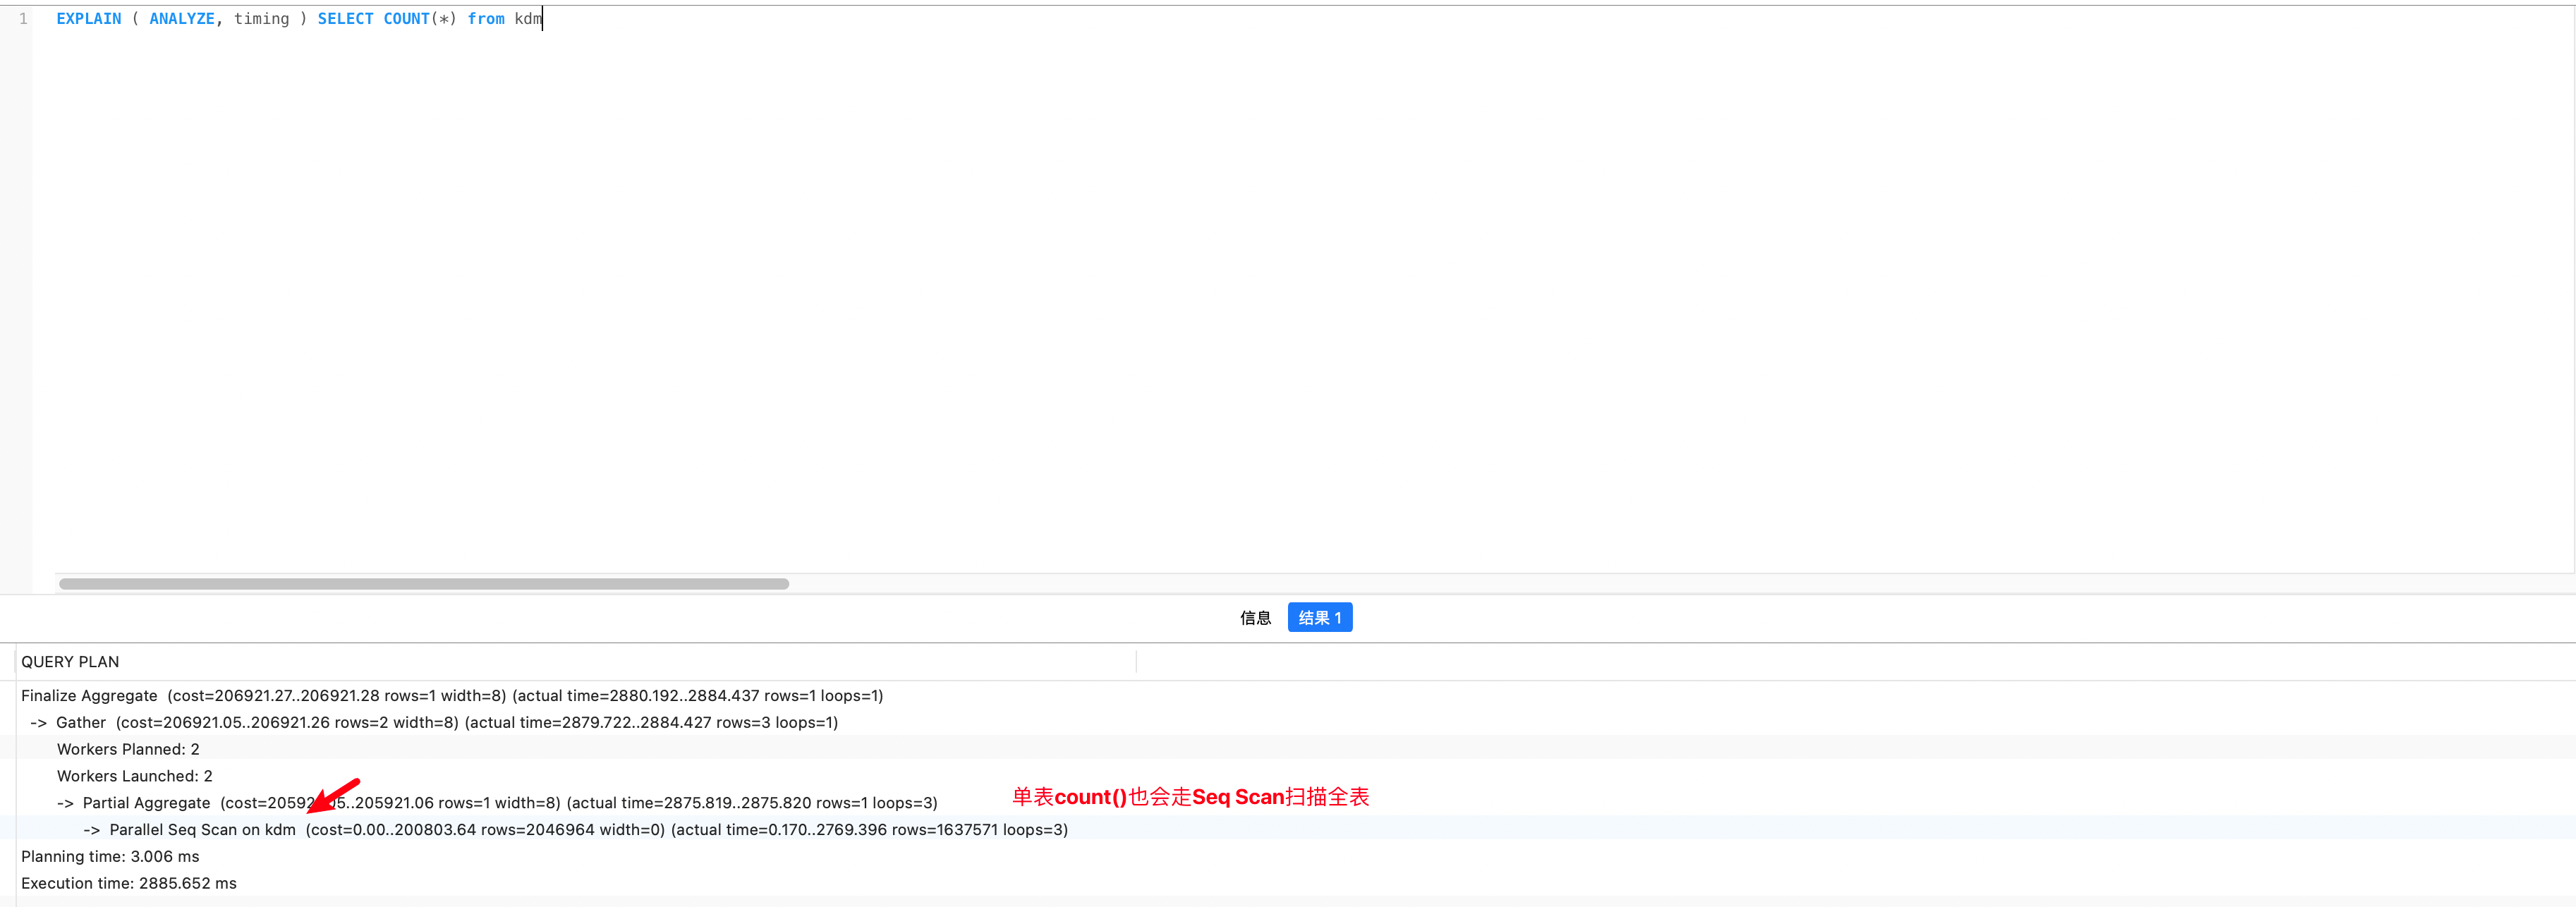 1 EXPLAIN ( ANALYZE, timing ) SELECT COUNT(*) from kdm
信息 结果 1
QUERY PLAN
Finalize Aggregate (cost=206921.27..206921.28 rows=1 width=8) (actual time=2880.192..2884.437 rows=1 loops=1)
-> Gather (cost=206921.05..206921.26 rows=2 width=8) (actual time=2879.722..2884.427 rows=3 loops=1)
Workers Planned: 2
Workers Launched: 2
-> Partial Aggregate (cost=205921.05..205921.06 rows=1 width=8) (actual time=2875.819..2875.820 rows=1 loops=3)
单表count()也会走Seq Scan扫描全表
-> Parallel Seq Scan on kdm (cost=0.00..200803.64 rows=2046964 width=0) (actual time=0.170..2769.396 rows=1637571 loops=3)
Planning time: 3.006 ms
Execution time: 2885.652 ms